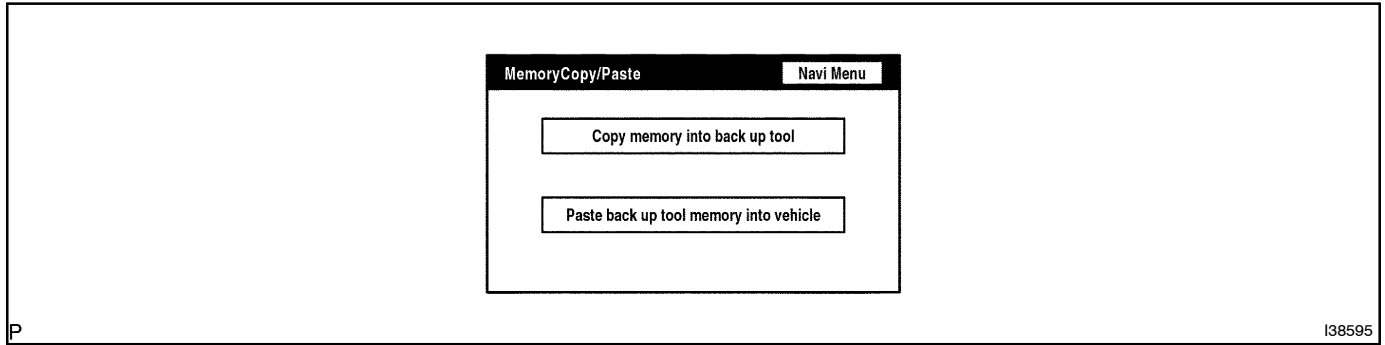 MemoryCopy/Paste
Navi Menu
Copy memory into back up tool
Paste back up tool memory into vehicle
P
I38595